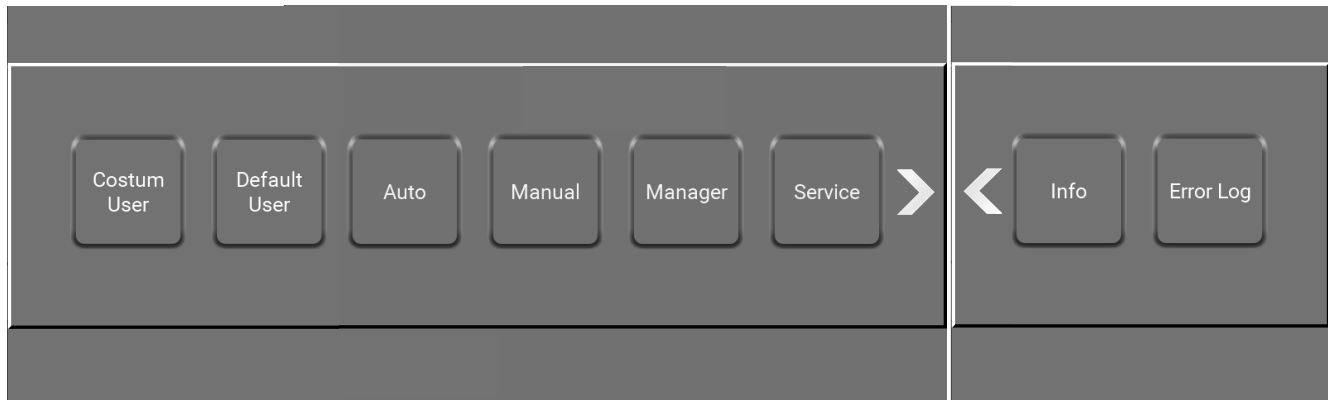 Costum
User
Default
User
Auto
Manual
Manager
Service
Info
Error Log